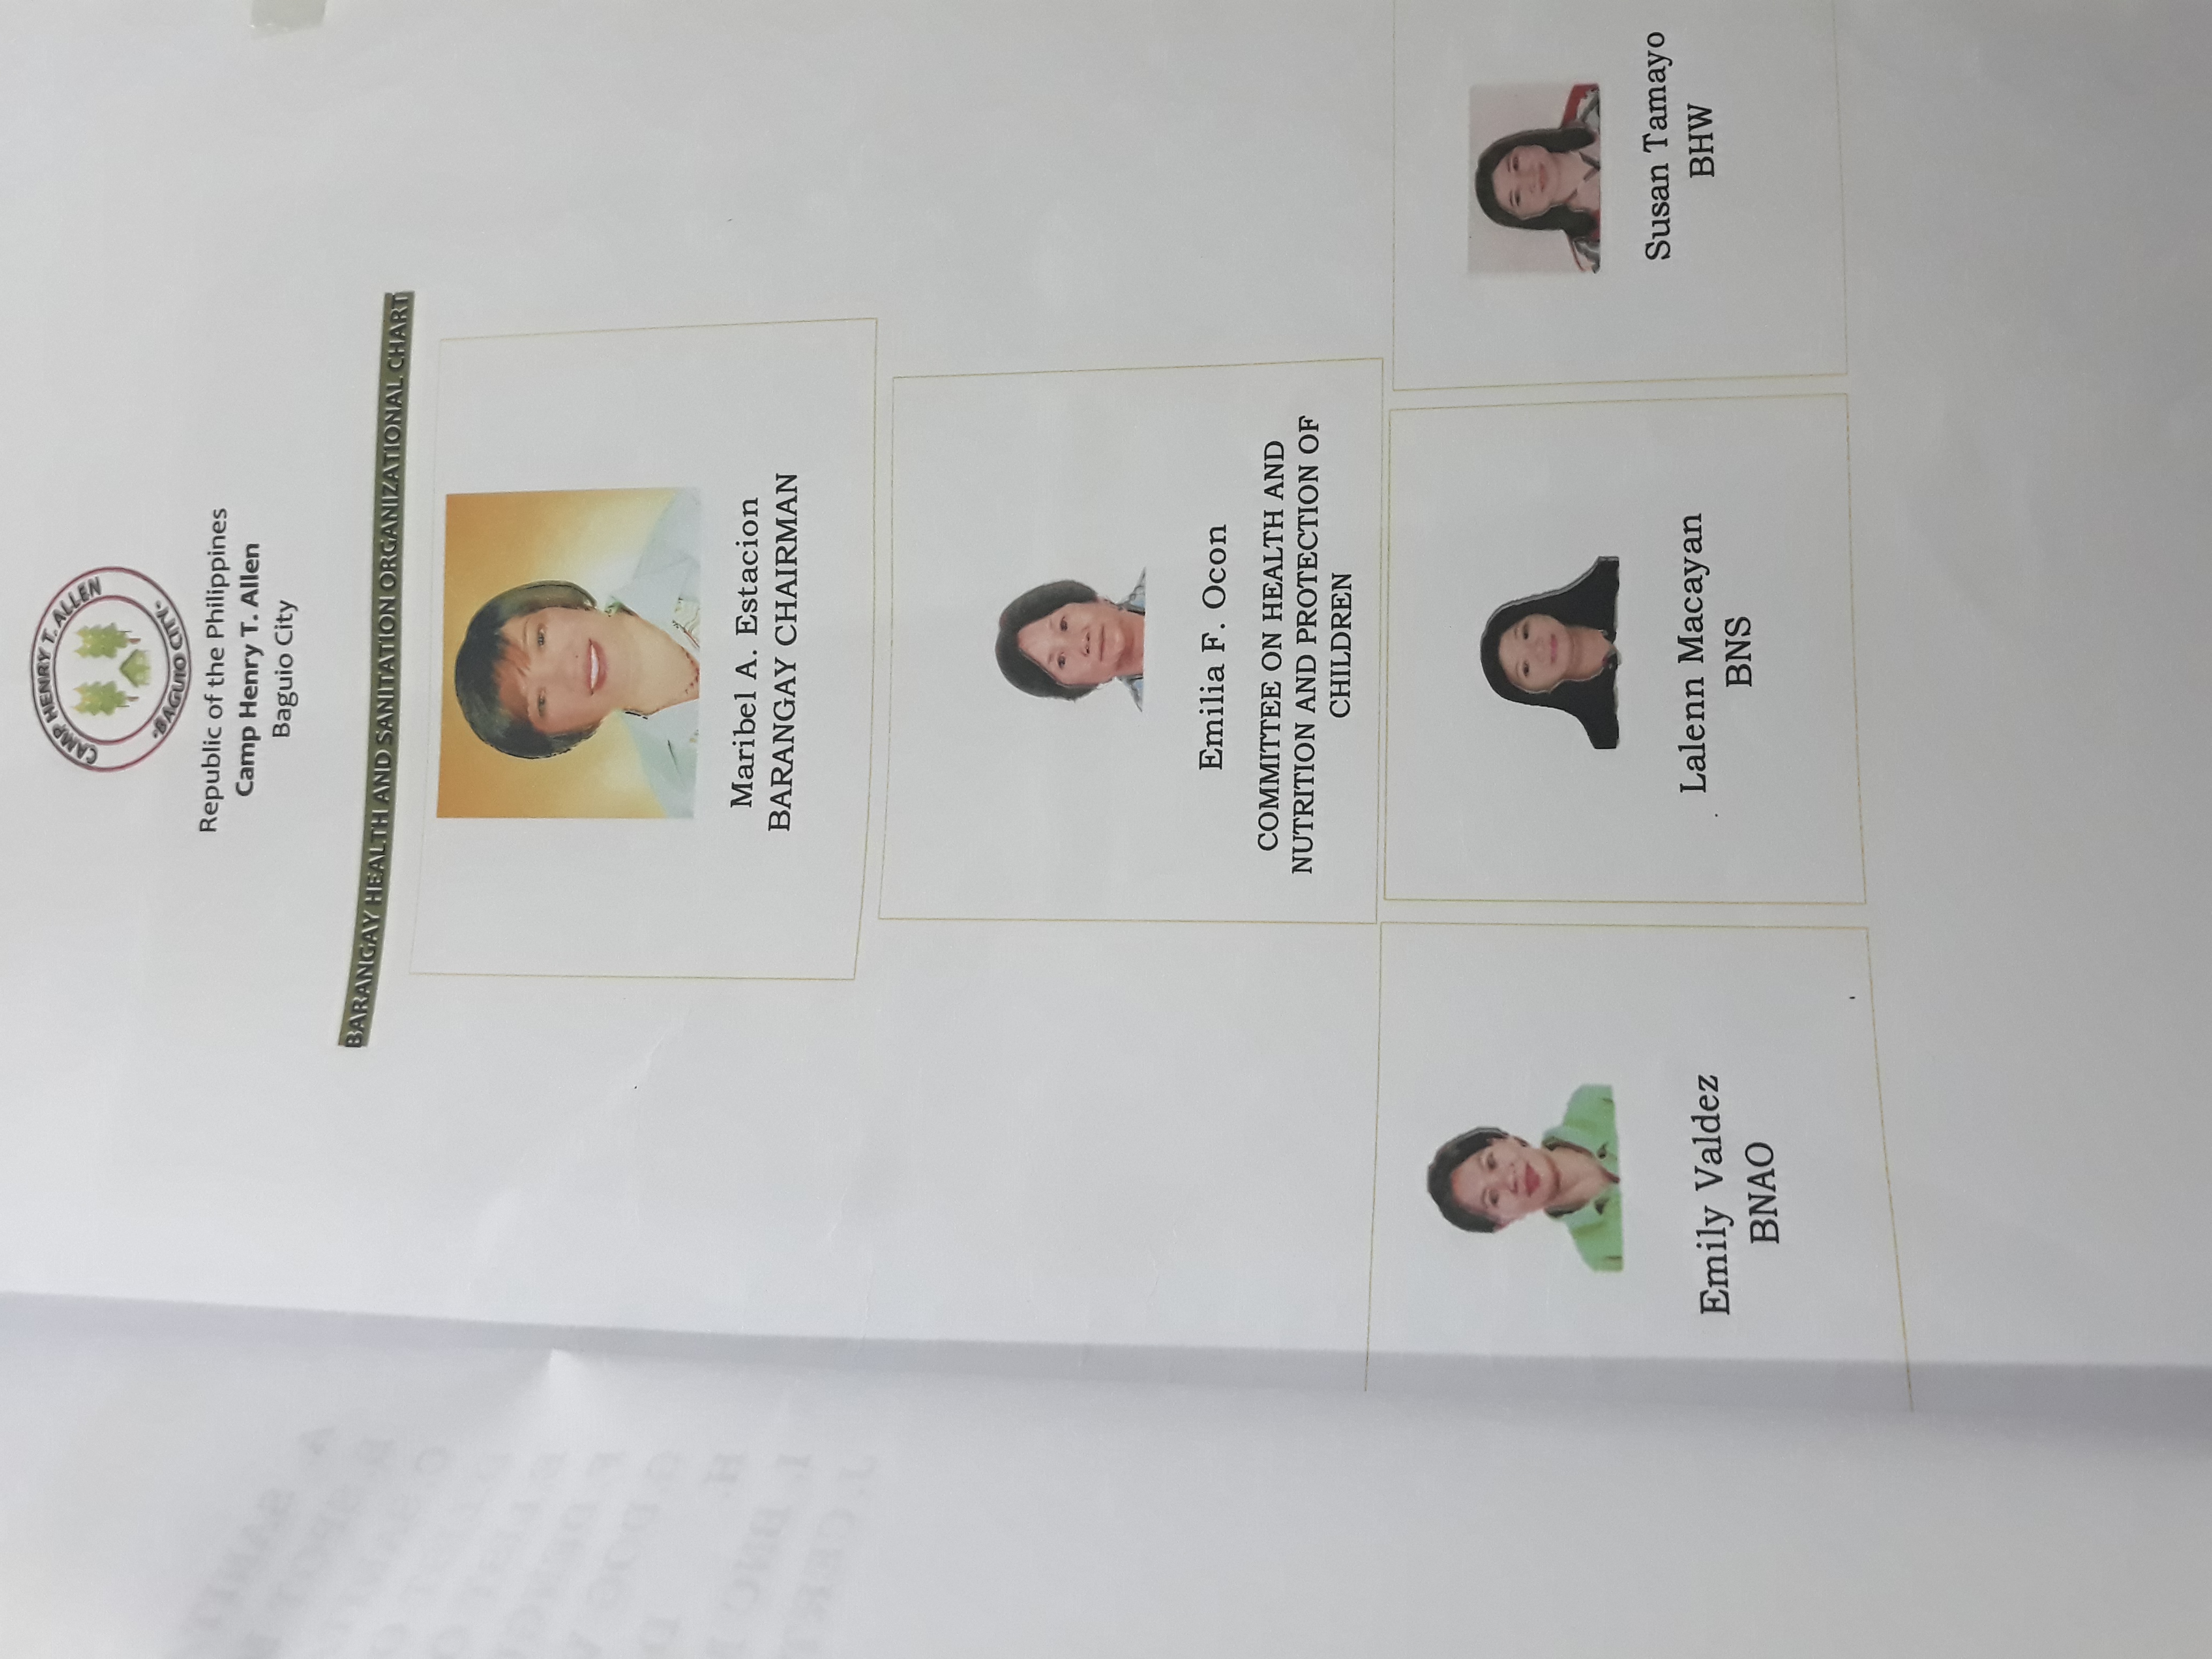 CAMP HENRY T. ALLEN
·BAGUIO CITY·
Republic of the Philippines
Camp Henry T. Allen
Baguio City
BARANGAY HEALTH AND SANITATION ORGANIZATIONAL CHART
Maribel A. Estacion
BARANGAY CHAIRMAN
Emilia F. Ocon
COMMITTEE ON HEALTH AND
NUTRITION AND PROTECTION OF
CHILDREN
Emily Valdez
BNAO
Lalenn Macayan
BNS
Susan Tamayo
BHW